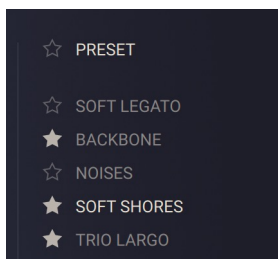 PRESET
SOFT LEGATO
BACKBONE
NOISES
SOFT SHORES
TRIO LARGO